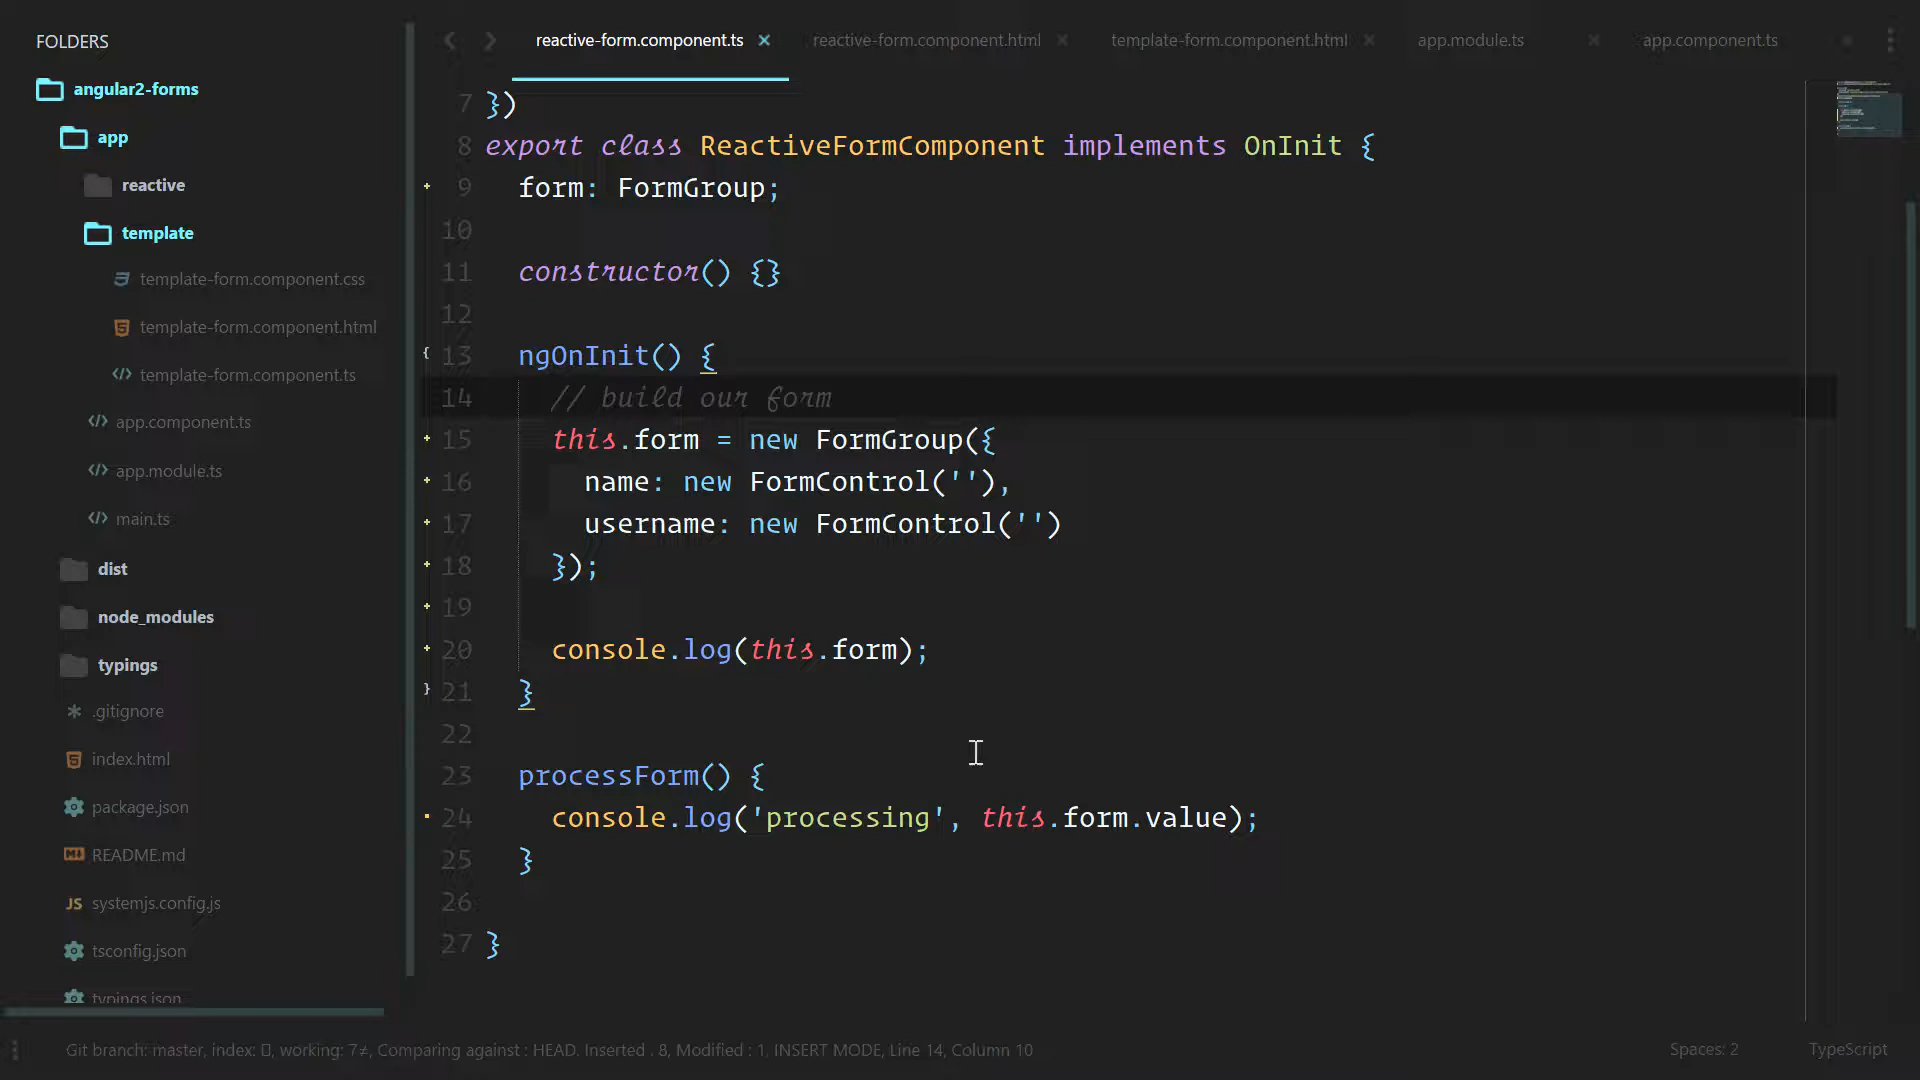 FOLDERS
angular2-forms
app
reactive
template
template-form.component.css
template-form.component.html
template-form.component.ts
app.component.ts
app.module.ts
main.ts
dist
node_modules
typings
.gitignore
index.html
package.json
README.md
systemjs.config.js
tsconfig.json
typings.json
reactive-form.component.ts × reactive-form.component.html × template-form.component.html × app.module.ts × app.component.ts
7 })
8 export class ReactiveFormComponent implements OnInit {
9 form: FormGroup;
10
11 constructor() {}
12
13 ngOnInit() {
14 // build our form
15 this.form = new FormGroup({
16 name: new FormControl(''),
17 username: new FormControl('')
18 });
19
20 console.log(this.form);
21 }
22
23 processForm() {
24 console.log('processing', this.form.value);
25 }
26
27 }
Git branch: master, index: ▯, working: 7≠, Comparing against : HEAD. Inserted . 8, Modified : 1, INSERT MODE, Line 14, Column 10
Spaces: 2
TypeScript